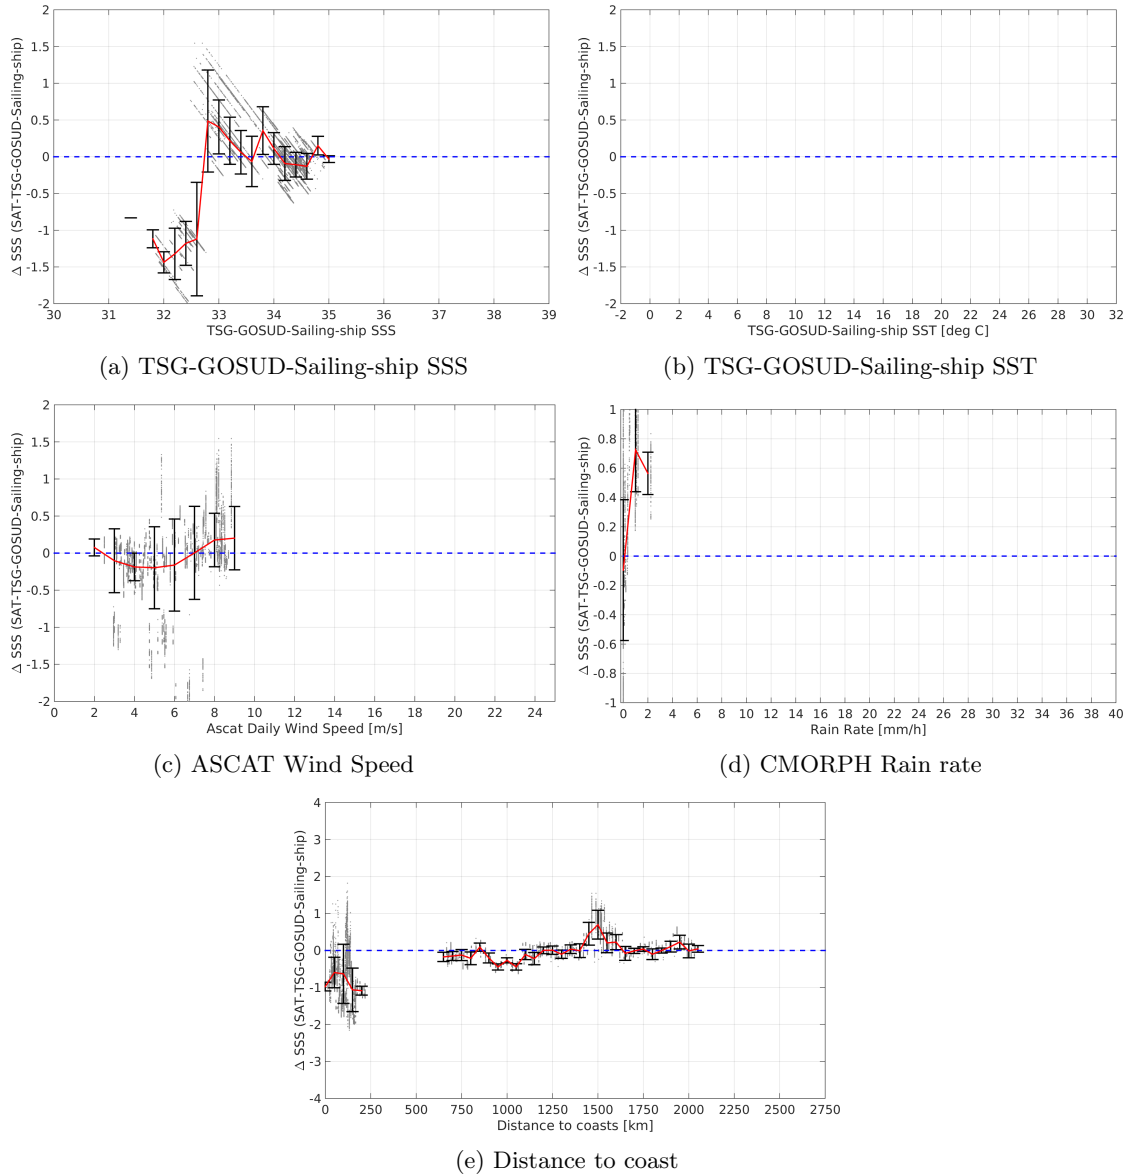 2
1.5
1
0.5
0
-0.5
-1
-1.5
-2
Δ SSS (SAT-TSG-GOSUD-Sailing-ship)
30 31 32 33 34 35 36 37 38 39
TSG-GOSUD-Sailing-ship SSS
(a) TSG-GOSUD-Sailing-ship SSS
2
1.5
1
0.5
0
-0.5
-1
-1.5
-2
Δ SSS (SAT-TSG-GOSUD-Sailing-ship)
-2 0 2 4 6 8 10 12 14 16 18 20 22 24 26 28 30 32
TSG-GOSUD-Sailing-ship SST [deg C]
(b) TSG-GOSUD-Sailing-ship SST
2
1.5
1
0.5
0
-0.5
-1
-1.5
-2
Δ SSS (SAT-TSG-GOSUD-Sailing-ship)
0 2 4 6 8 10 12 14 16 18 20 22 24
Ascat Daily Wind Speed [m/s]
(c) ASCAT Wind Speed
1
0.8
0.6
0.4
0.2
0
-0.2
-0.4
-0.6
-0.8
-1
Δ SSS (SAT-TSG-GOSUD-Sailing-ship)
0 2 4 6 8 10 12 14 16 18 20 22 24 26 28 30 32 34 36 38 40
Rain Rate [mm/h]
(d) CMORPH Rain rate
4
3
2
1
0
-1
-2
-3
-4
Δ SSS (SAT-TSG-GOSUD-Sailing-ship)
0 250 500 750 1000 1250 1500 1750 2000 2250 2500 2750
Distance to coasts [km]
(e) Distance to coast